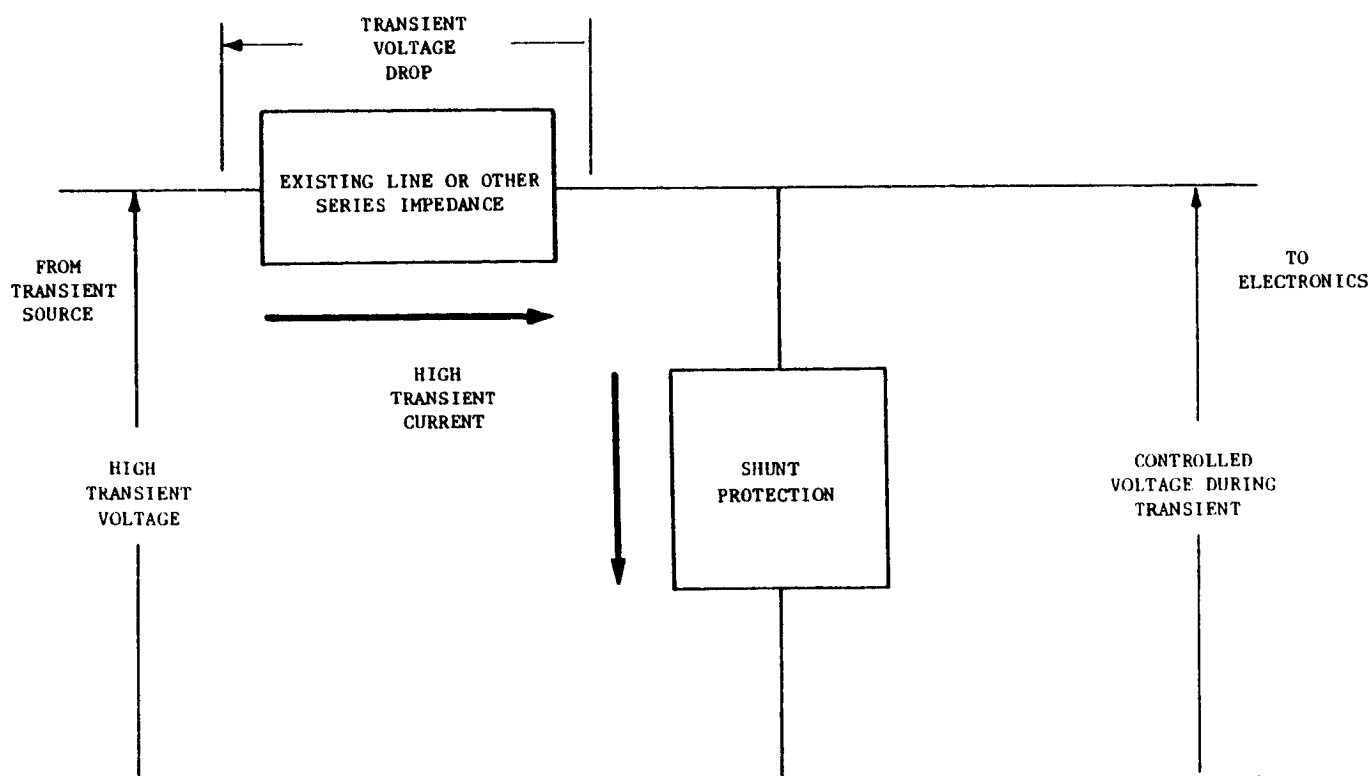 TRANSIENT
VOLTAGE
DROP
EXISTING LINE OR OTHER
SERIES IMPEDANCE
FROM
TRANSIENT
SOURCE
TO
ELECTRONICS
HIGH
TRANSIENT
CURRENT
HIGH
TRANSIENT
VOLTAGE
SHUNT
PROTECTION
CONTROLLED
VOLTAGE DURING
TRANSIENT